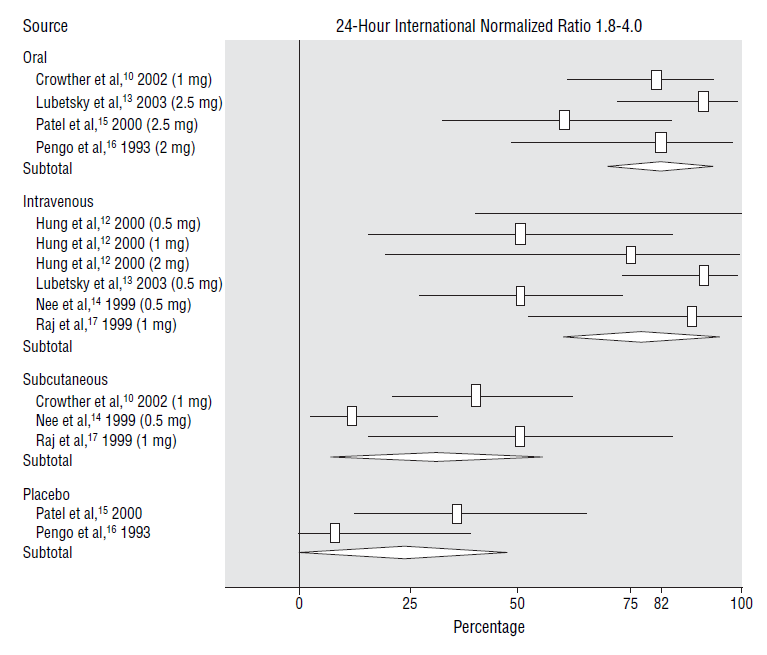 Source 24-Hour International Normalized Ratio 1.8-4.0
Oral
Crowther et al,¹⁰ 2002 (1 mg)
Lubetsky et al,¹³ 2003 (2.5 mg)
Patel et al,¹⁵ 2000 (2.5 mg)
Pengo et al,¹⁶ 1993 (2 mg)
Subtotal
Intravenous
Hung et al,¹² 2000 (0.5 mg)
Hung et al,¹² 2000 (1 mg)
Hung et al,¹² 2000 (2 mg)
Lubetsky et al,¹³ 2003 (0.5 mg)
Nee et al,¹⁴ 1999 (0.5 mg)
Raj et al,¹⁷ 1999 (1 mg)
Subtotal
Subcutaneous
Crowther et al,¹⁰ 2002 (1 mg)
Nee et al,¹⁴ 1999 (0.5 mg)
Raj et al,¹⁷ 1999 (1 mg)
Subtotal
Placebo
Patel et al,¹⁵ 2000
Pengo et al,¹⁶ 1993
Subtotal
0 25 50 75 82 100
Percentage